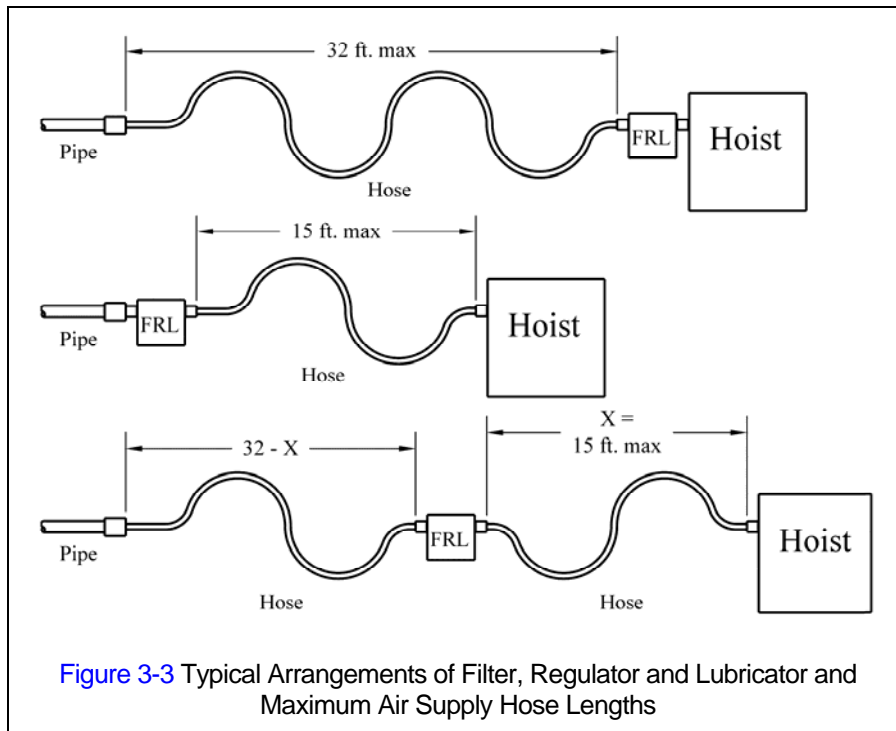 32 ft. max
Pipe
Hose
FRL
Hoist
15 ft. max
Pipe
FRL
Hose
Hoist
32 - X
X =
15 ft. max
Pipe
Hose
FRL
Hose
Hoist
Figure 3-3 Typical Arrangements of Filter, Regulator and Lubricator and
Maximum Air Supply Hose Lengths